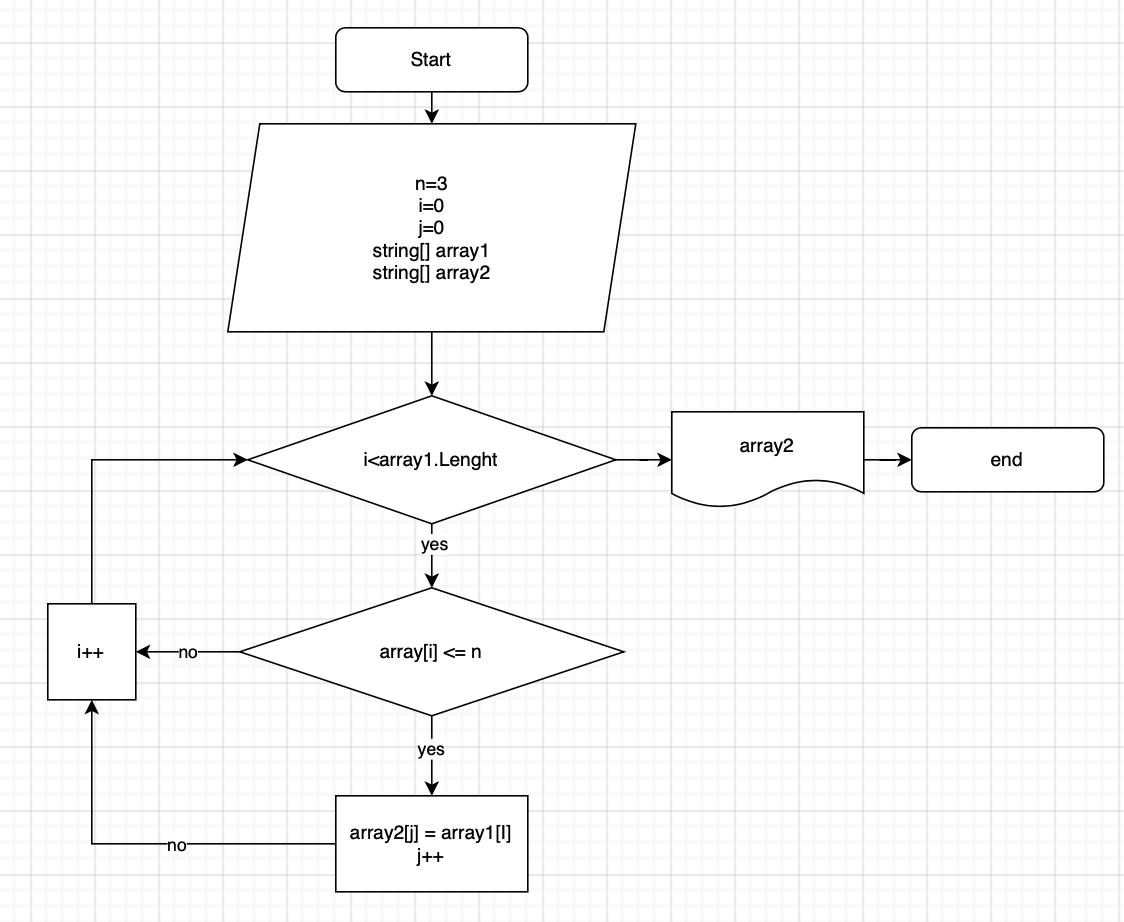 Start
n=3
i=0
j=0
string[] array1
string[] array2
i<array1.Lenght
array2
end
yes
i++
no
array[i] <= n
yes
array2[j] = array1[I]
j++
no